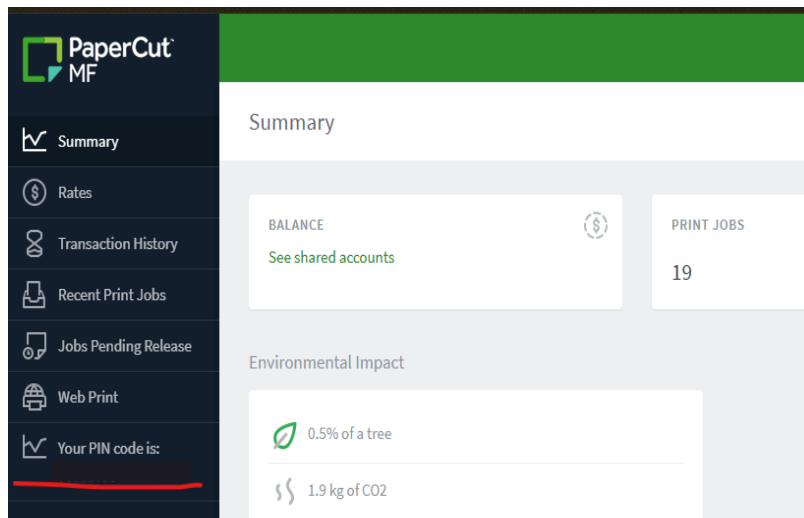 PaperCut™
MF
Summary
Rates
Transaction History
Recent Print Jobs
Jobs Pending Release
Web Print
Your PIN code is:
Summary
BALANCE
See shared accounts
PRINT JOBS
19
Environmental Impact
0.5% of a tree
1.9 kg of CO2